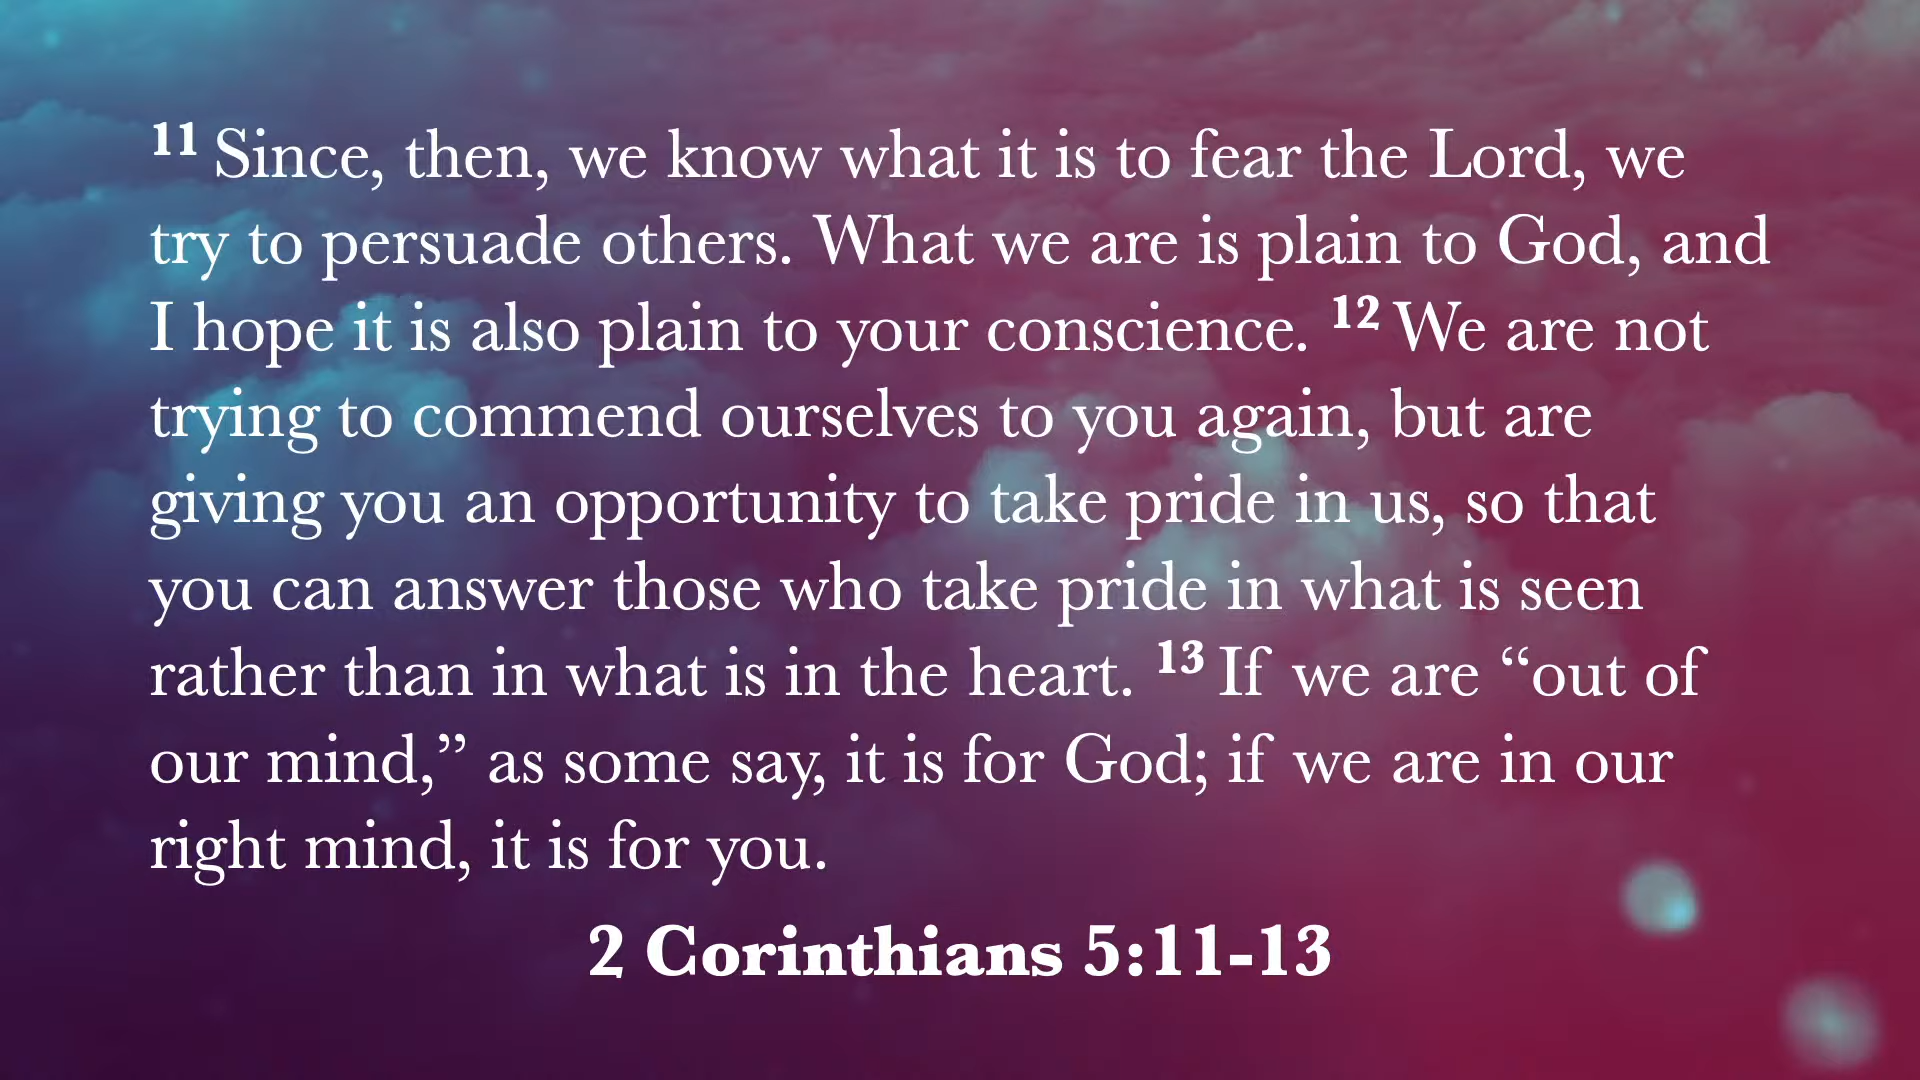 11 Since, then, we know what it is to fear the Lord, we
try to persuade others. What we are is plain to God, and
I hope it is also plain to your conscience. 12 We are not
trying to commend ourselves to you again, but are
giving you an opportunity to take pride in us, so that
you can answer those who take pride in what is seen
rather than in what is in the heart. 13 If we are “out of
our mind,” as some say, it is for God; if we are in our
right mind, it is for you.
2 Corinthians 5:11-13